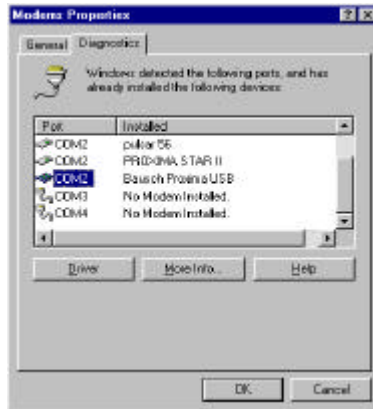 Modems Properties
General Diagnostics
Windows detected the following ports, and has
already installed the following devices:
Port Installed
COM2 pulsar 56
COM2 PROXIMA STAR II
COM2 Bausch Proxima USB
COM3 No Modem Installed.
COM4 No Modem Installed.
Driver More Info... Help
OK Cancel